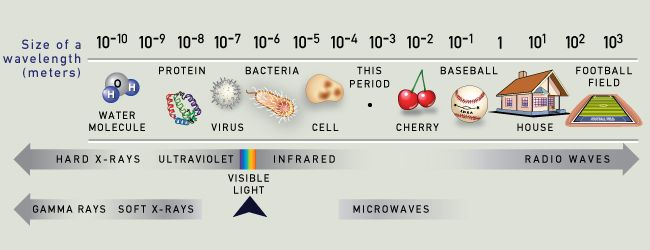 Size of a
wavelength
(meters)
10⁻¹⁰ 10⁻⁹ 10⁻⁸ 10⁻⁷ 10⁻⁶ 10⁻⁵ 10⁻⁴ 10⁻³ 10⁻² 10⁻¹ 1 10¹ 10² 10³
H O H
WATER
MOLECULE
PROTEIN
VIRUS
BACTERIA
CELL
THIS
PERIOD
CHERRY
BASEBALL
HOUSE
FOOTBALL
FIELD
FOOTBALL FIELD
HARD X-RAYS ULTRAVIOLET INFRARED RADIO WAVES
VISIBLE
LIGHT
GAMMA RAYS SOFT X-RAYS MICROWAVES